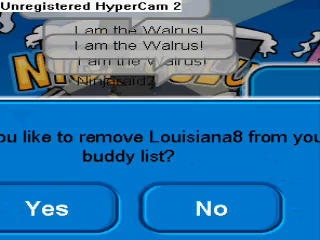 Unregistered HyperCam 2
I am the Walrus!
I am the Walrus!
I am the Walrus!
ou like to remove Louisiana8 from you
buddy list?
Yes
No